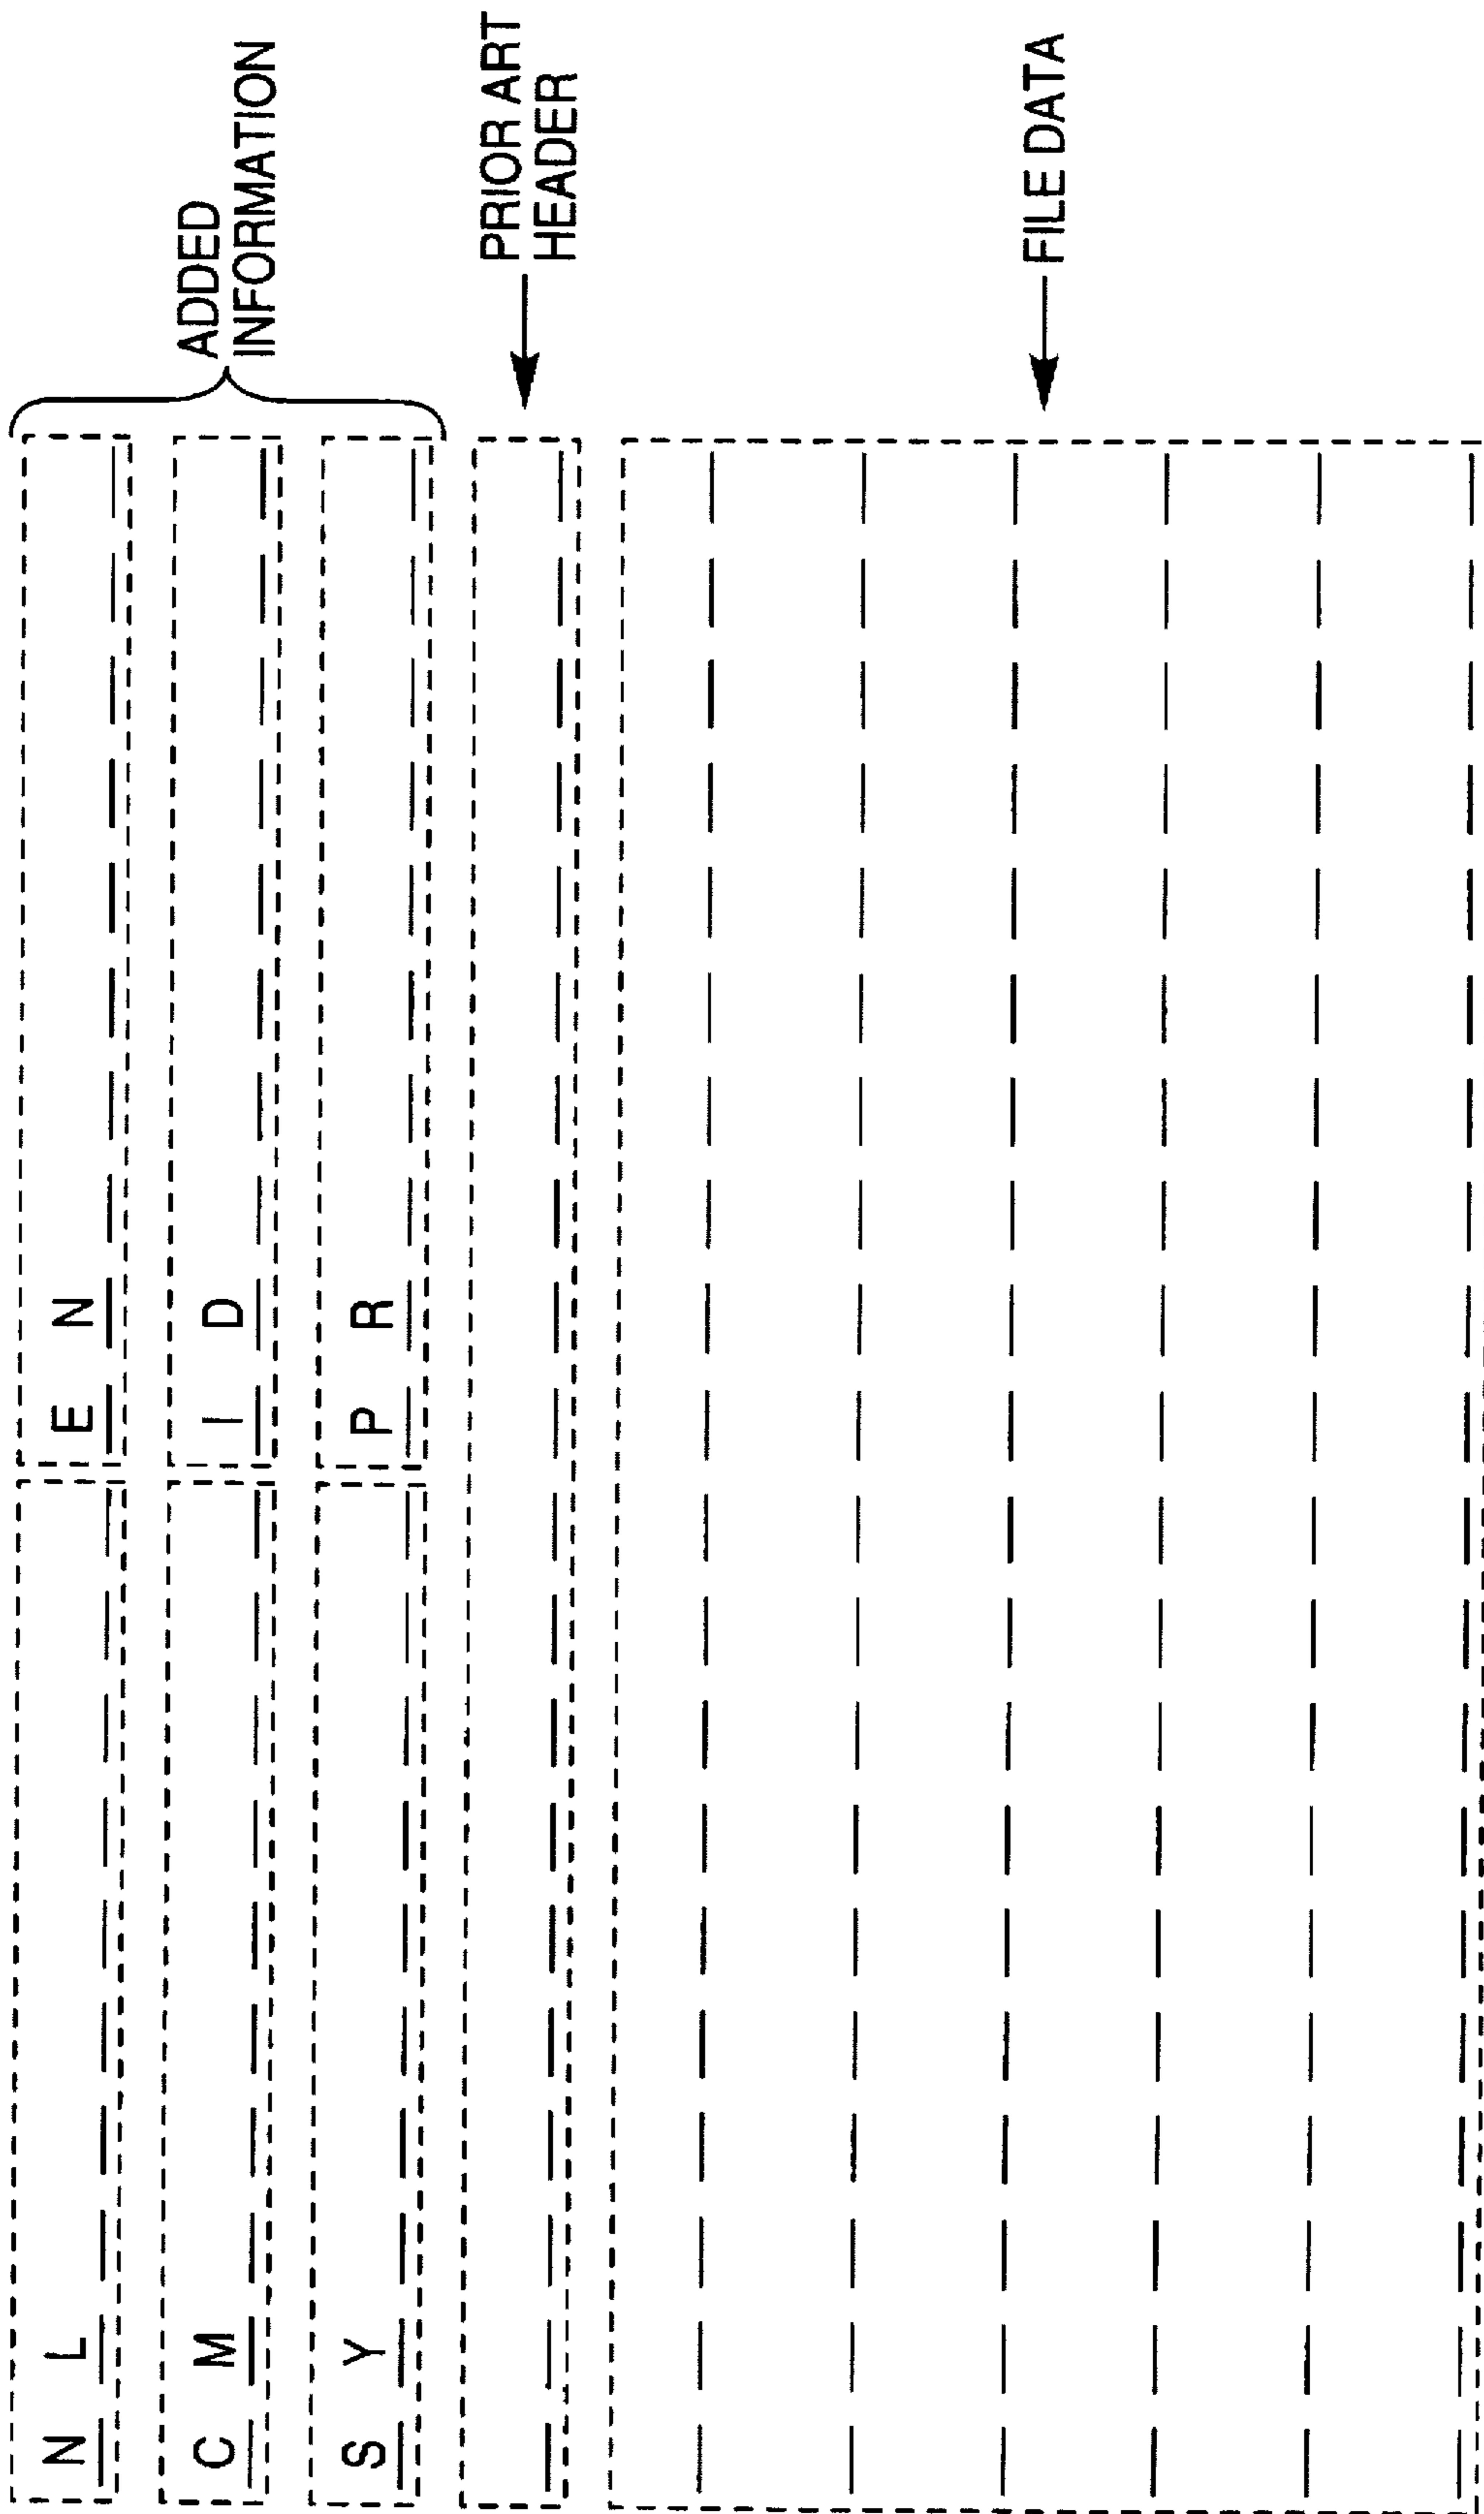 N L
E N
C M
I D
S Y
P R
ADDED
INFORMATION
PRIOR ART
HEADER
FILE DATA